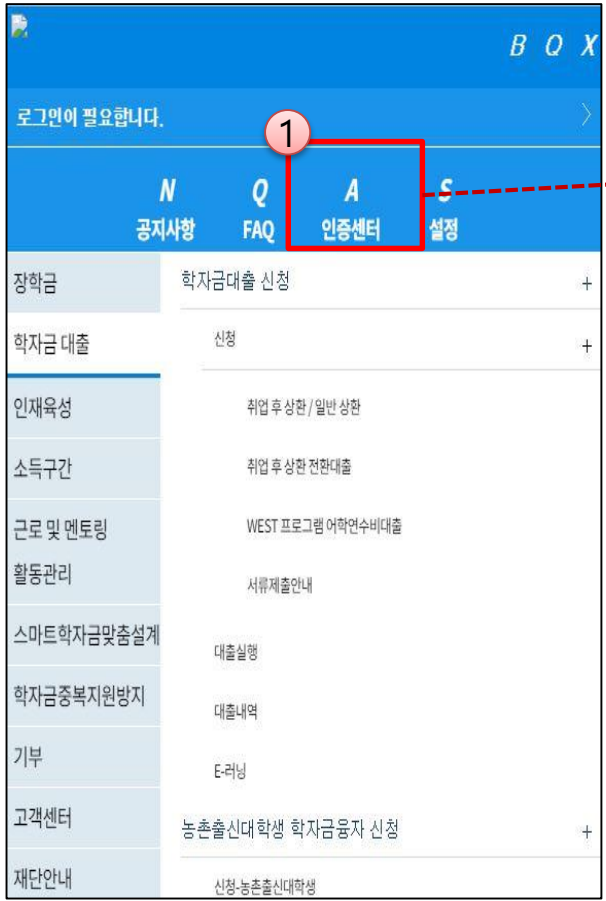 B Q X
로그인이 필요합니다.
1
N Q A S
공지사항 FAQ 인증센터 설정
장학금
학자금 대출
인재육성
소득구간
근로 및 멘토링
활동관리
스마트학자금맞춤설계
학자금중복지원방지
기부
고객센터
재단안내
학자금대출 신청 +
신청 +
취업 후 상환 / 일반 상환
취업 후 상환 전환대출
WEST 프로그램 어학연수비대출
서류제출안내
대출실행
대출내역
E-러닝
농촌출신대학생 학자금융자 신청 +
신청-농촌출신대학생